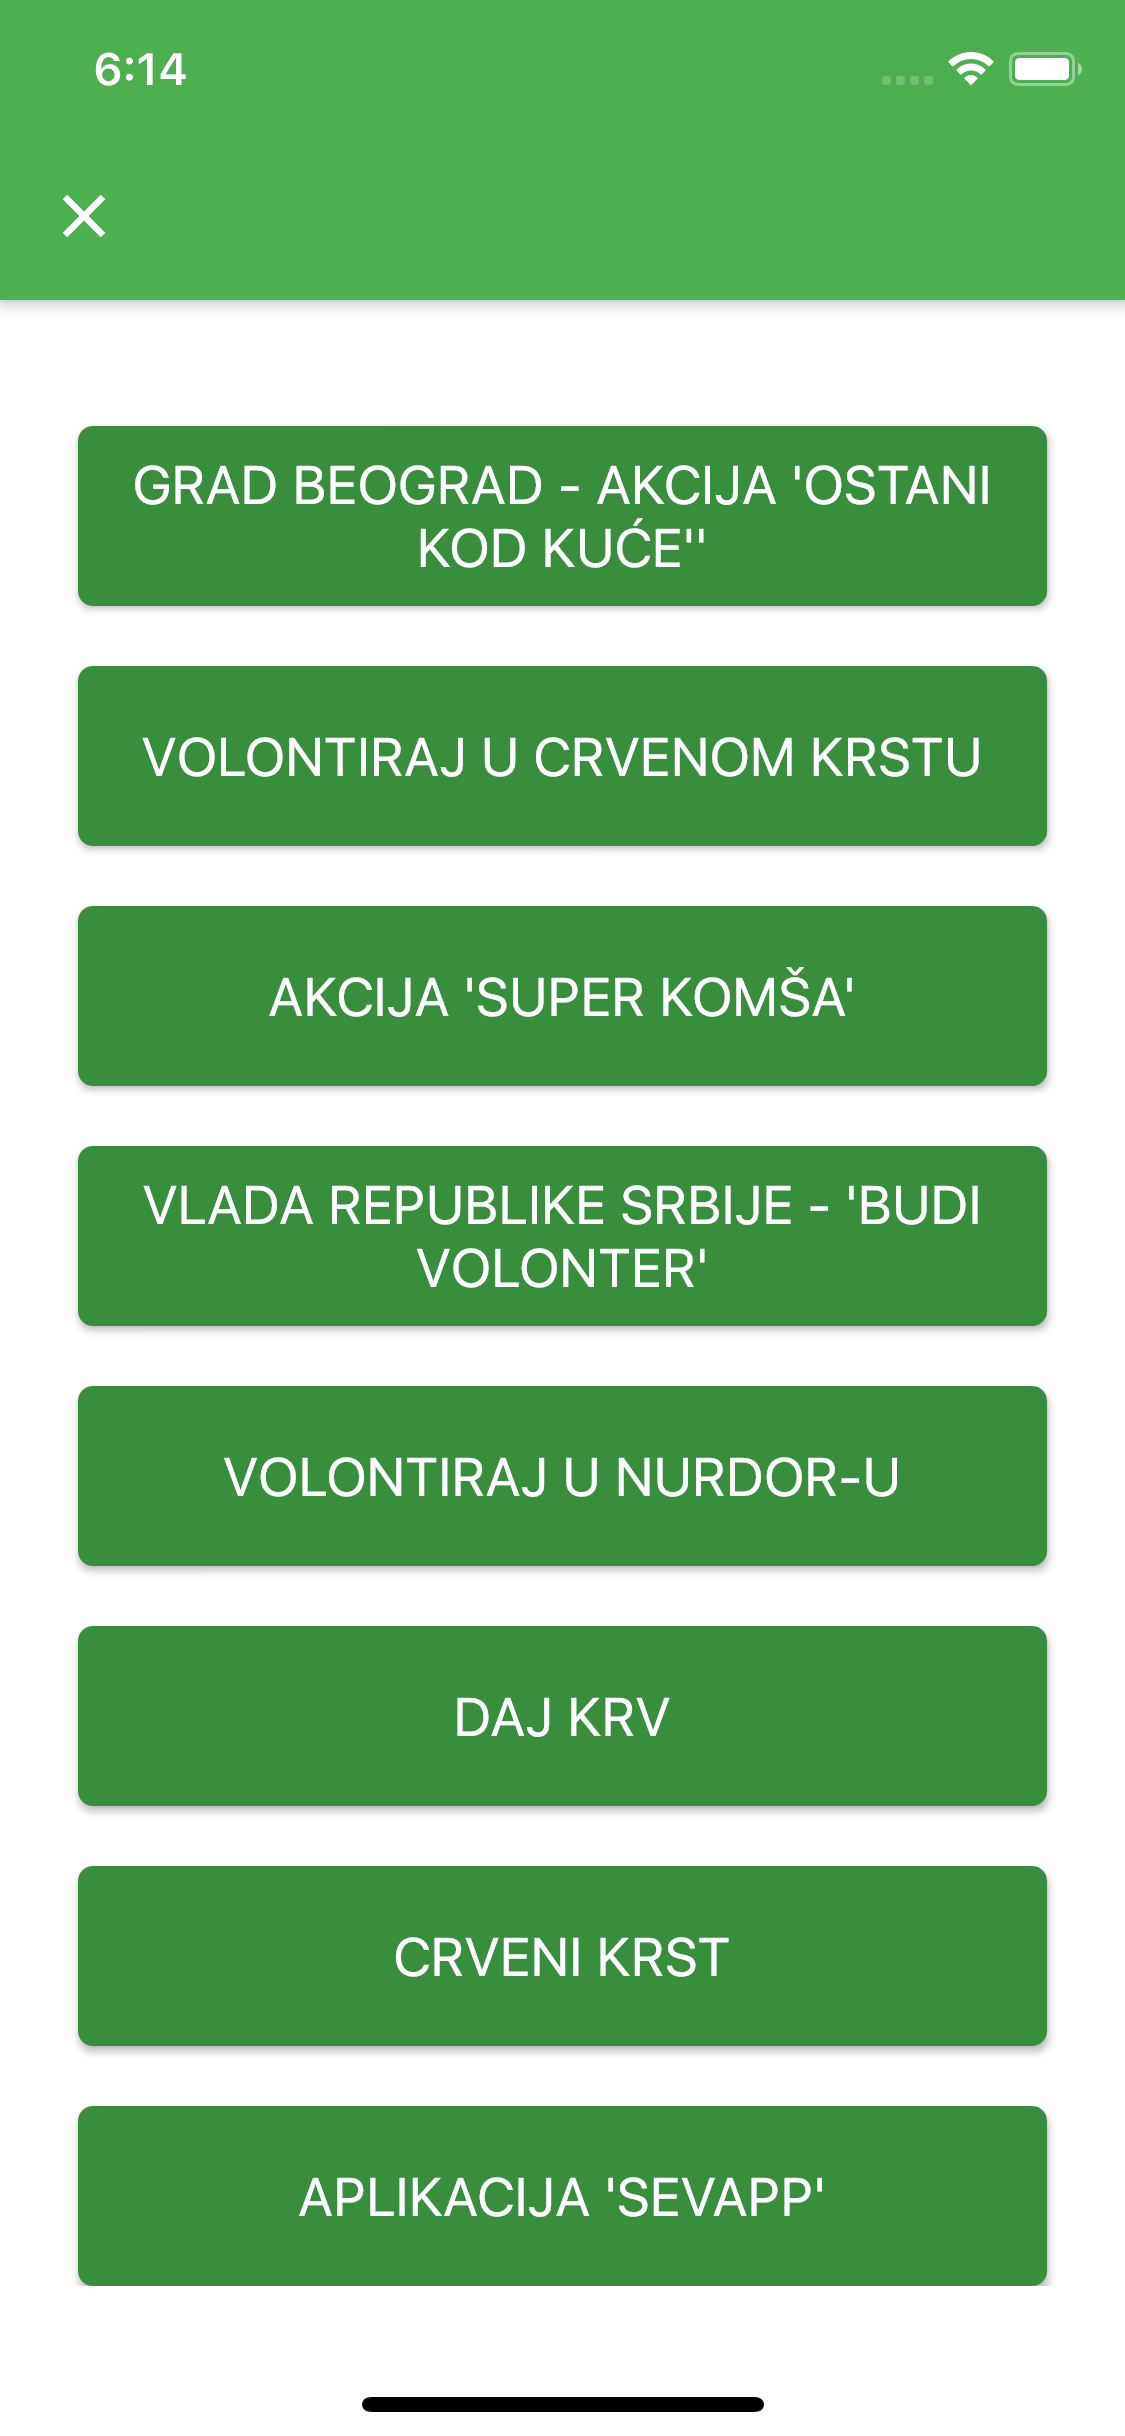 6:14
GRAD BEOGRAD - AKCIJA 'OSTANI
KOD KUĆE''
VOLONTIRAJ U CRVENOM KRSTU
AKCIJA 'SUPER KOMŠA'
VLADA REPUBLIKE SRBIJE - 'BUDI
VOLONTER'
VOLONTIRAJ U NURDOR-U
DAJ KRV
CRVENI KRST
APLIKACIJA 'SEVAPP'